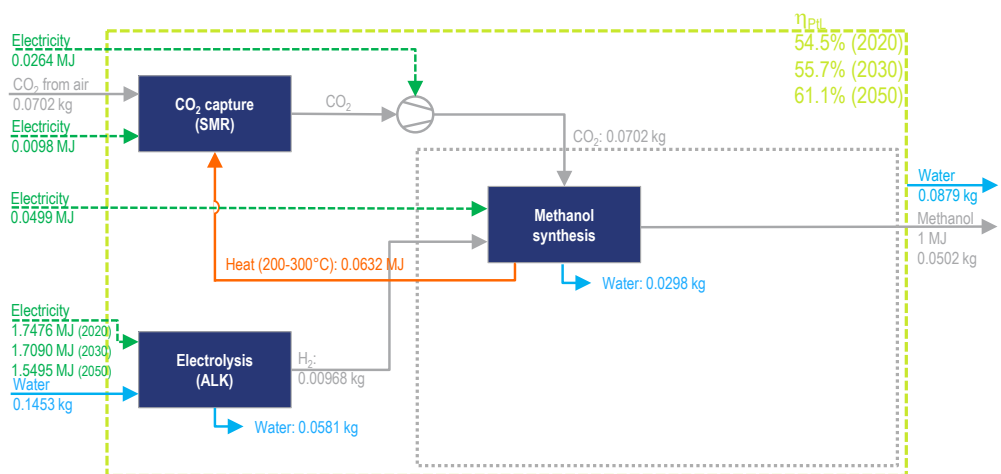 η PtL
54.5% (2020)
55.7% (2030)
61.1% (2050)
Electricity
0.0264 MJ
CO₂ from air
0.0702 kg
Electricity
0.0098 MJ
CO₂ capture
(SMR)
CO₂
CO₂: 0.0702 kg
Water
0.0879 kg
Electricity
0.0499 MJ
Methanol
synthesis
Methanol
1 MJ
0.0502 kg
Heat (200-300°C): 0.0632 MJ
Water: 0.0298 kg
Electricity
1.7476 MJ (2020)
1.7090 MJ (2030)
1.5495 MJ (2050)
Water
0.1453 kg
Electrolysis
(ALK)
H₂:
0.00968 kg
Water: 0.0581 kg